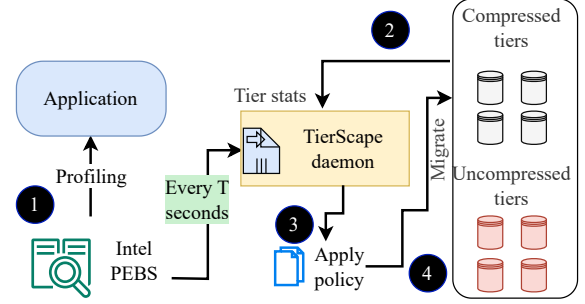 Compressed
tiers
2
Application
Tier stats
TierScape
daemon
Migrate
Profiling
Uncompressed
tiers
Every T
seconds
1
3
Intel
PEBS
Apply
policy
4